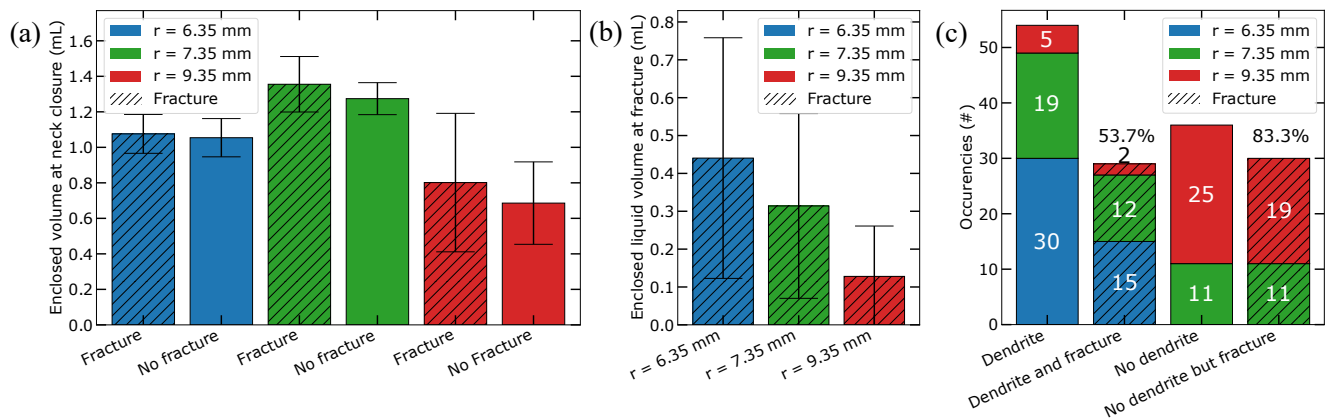 (a)
Enclosed volume at neck closure (mL)
1.6
1.4
1.2
1.0
0.8
0.6
0.4
0.2
0.0
r = 6.35 mm
r = 7.35 mm
r = 9.35 mm
Fracture
Fracture
No fracture
Fracture
No fracture
Fracture
No Fracture
(b)
Enclosed liquid volume at fracture (mL)
0.8
0.7
0.6
0.5
0.4
0.3
0.2
0.1
0.0
r = 6.35 mm
r = 7.35 mm
r = 9.35 mm
Fracture
r = 6.35 mm
r = 7.35 mm
r = 9.35 mm
(c)
Occurencies (#)
50
40
30
20
10
0
r = 6.35 mm
r = 7.35 mm
r = 9.35 mm
Fracture
5
19
30
53.7%
2
12
15
25
11
83.3%
19
11
Dendrite
Dendrite and fracture
No dendrite
No dendrite but fracture